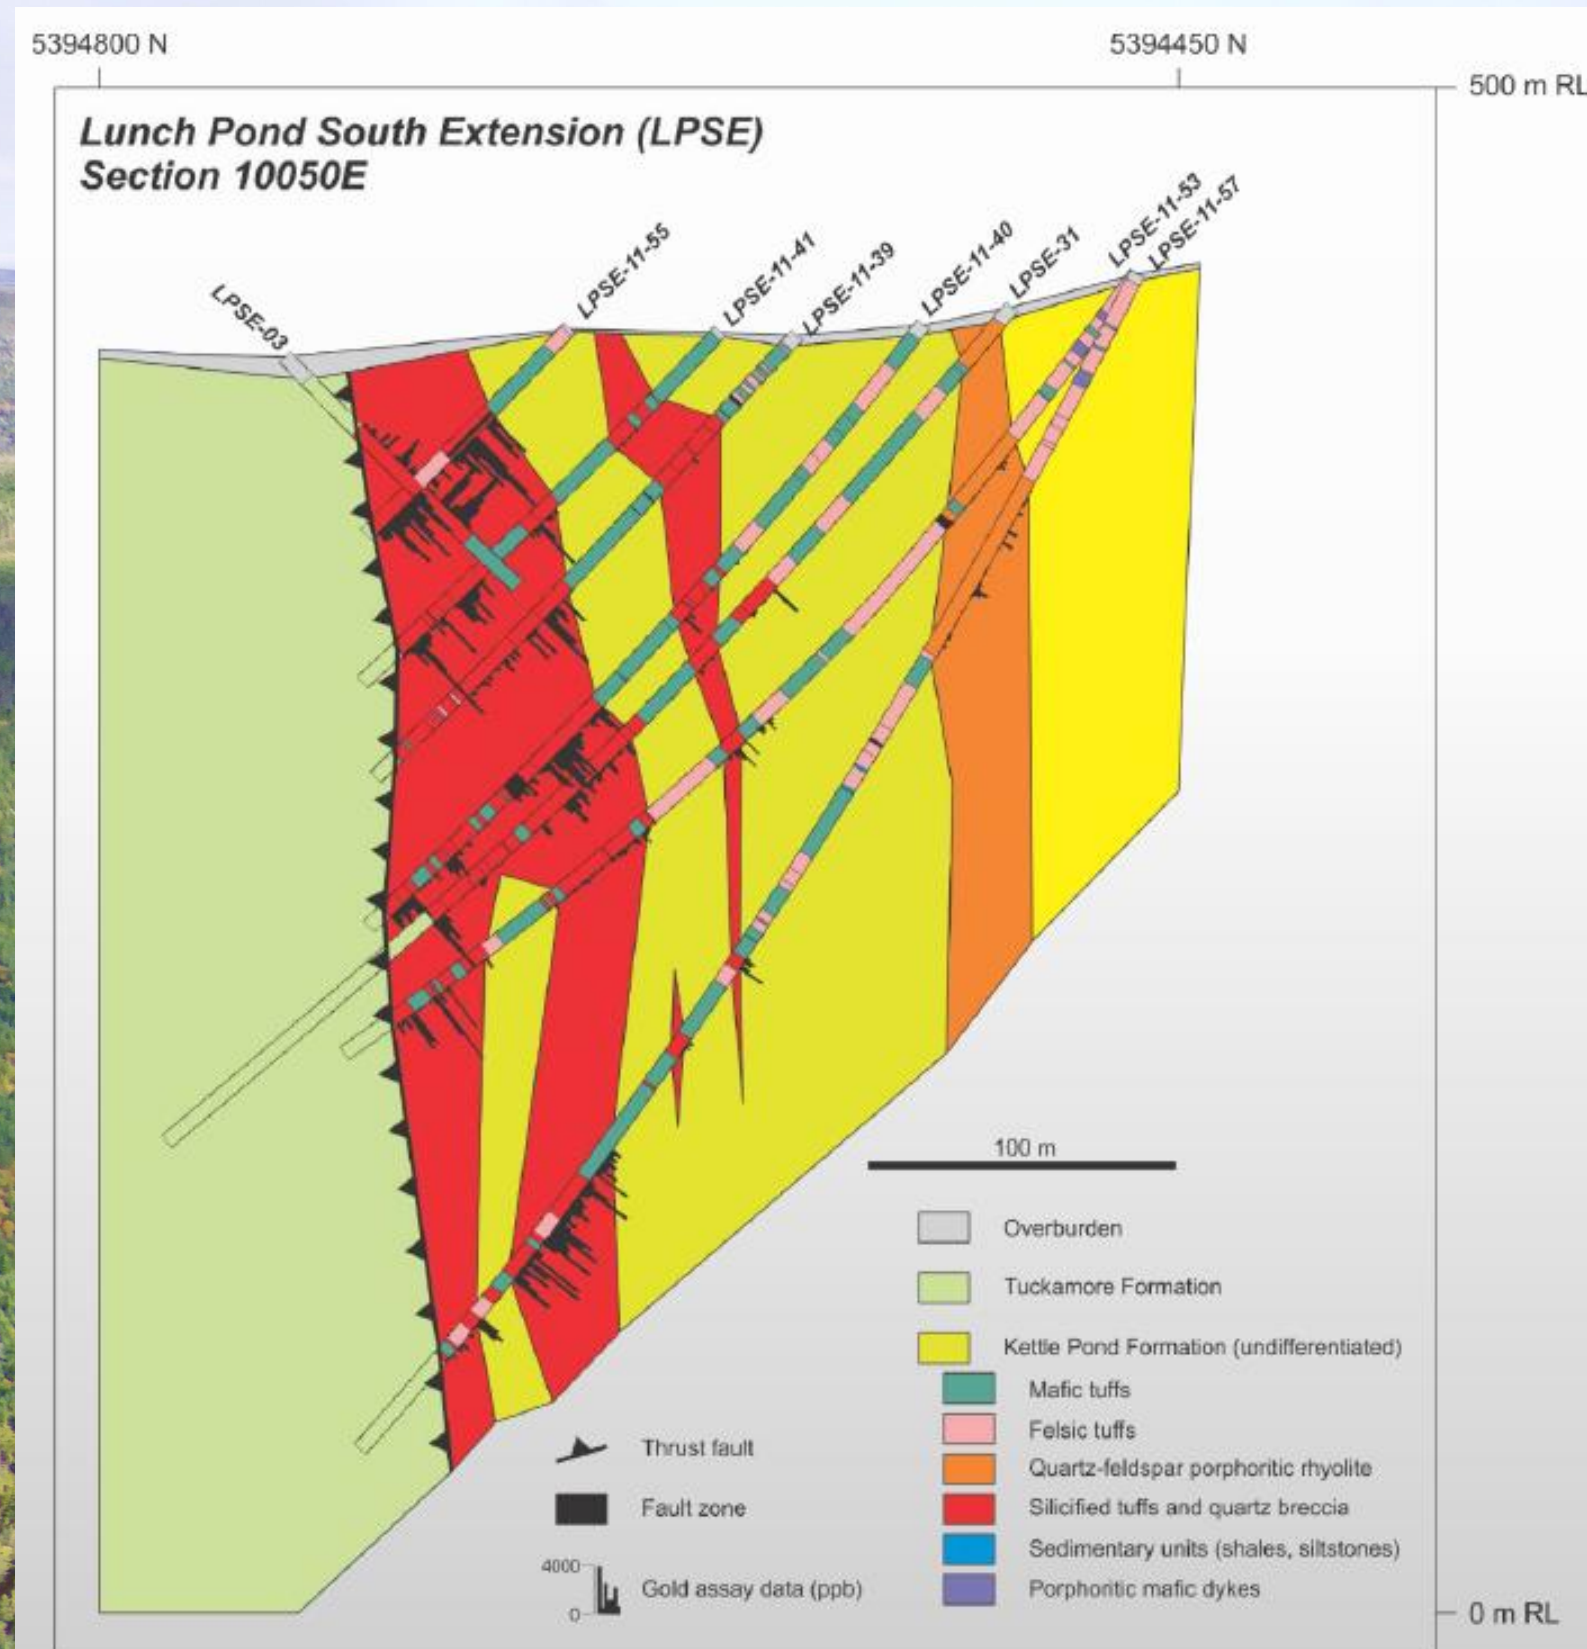 5394800 N
5394450 N
500 m RL
Lunch Pond South Extension (LPSE)
Section 10050E
LPSE-03
LPSE-11-55
LPSE-11-41
LPSE-11-39
LPSE-11-40
LPSE-31
LPSE-11-53
LPSE-11-57
100 m
Overburden
Tuckamore Formation
Kettle Pond Formation (undifferentiated)
Mafic tuffs
Felsic tuffs
Quartz-feldspar porphoritic rhyolite
Silicified tuffs and quartz breccia
Sedimentary units (shales, siltstones)
Porphoritic mafic dykes
Thrust fault
Fault zone
4000
Gold assay data (ppb)
0
0 m RL